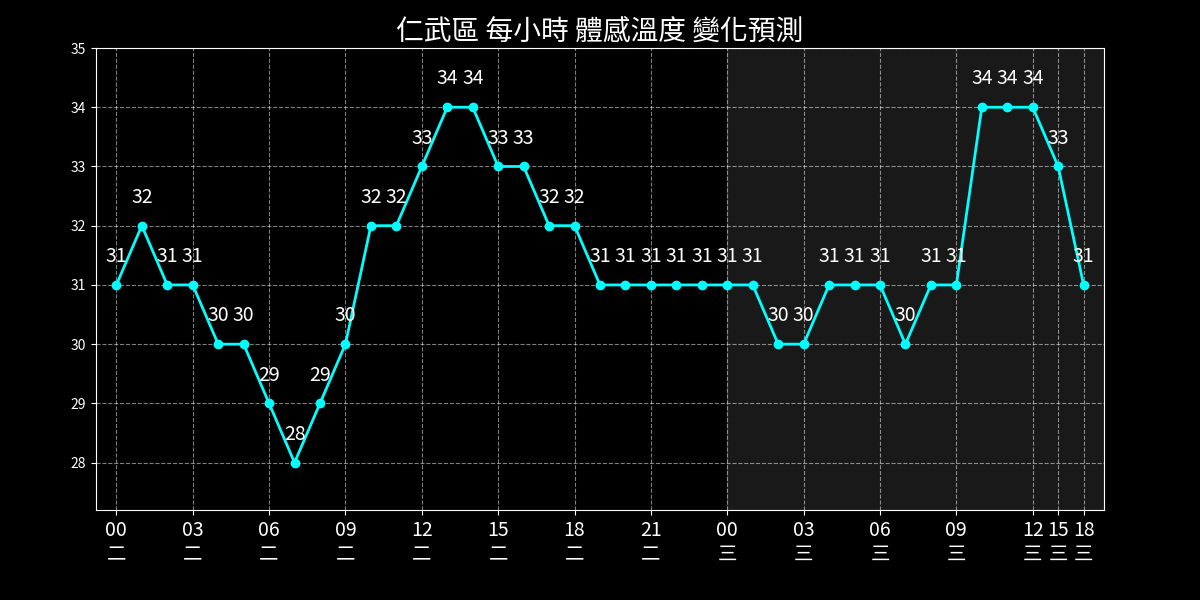 仁武區 每小時 體感溫度 變化預測
35
34 34 34 34 34 34
33 33 33 33 33
32 32 32 32 32 32
31 31 31 31 31 31 31 31 31 31 31 31 31 31 31 31 31
30 30 30 30 30 30 30
29 29 29
28 28
00 03 06 09 12 15 18 21 00 03 06 09 12 15 18
二 二 二 二 二 二 二 二 三 三 三 三 三 三 三